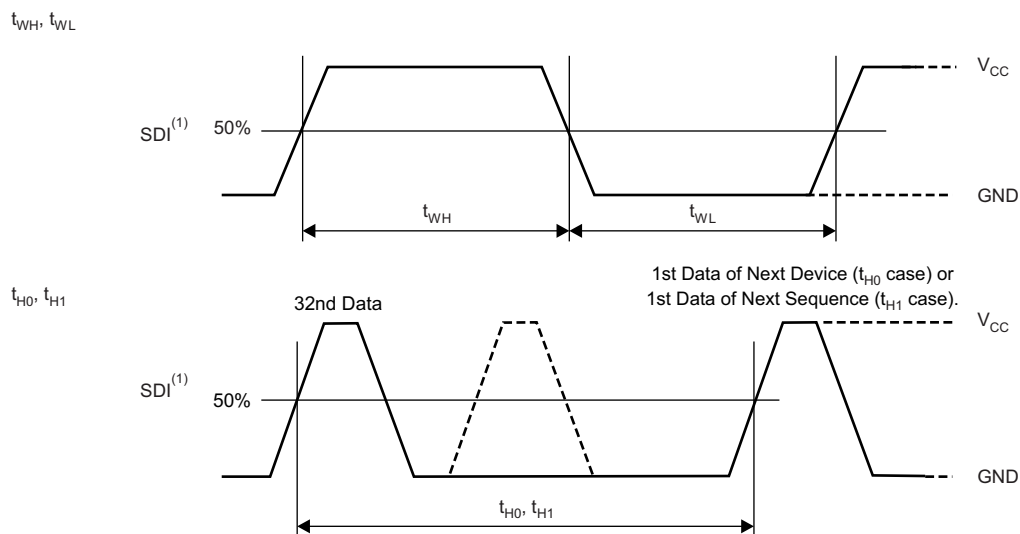 tWH, tWL
VCC
SDI(1)
50%
GND
tWH
tWL
1st Data of Next Device (tH0 case) or
1st Data of Next Sequence (tH1 case).
tH0, tH1
32nd Data
VCC
SDI(1)
50%
GND
tH0, tH1